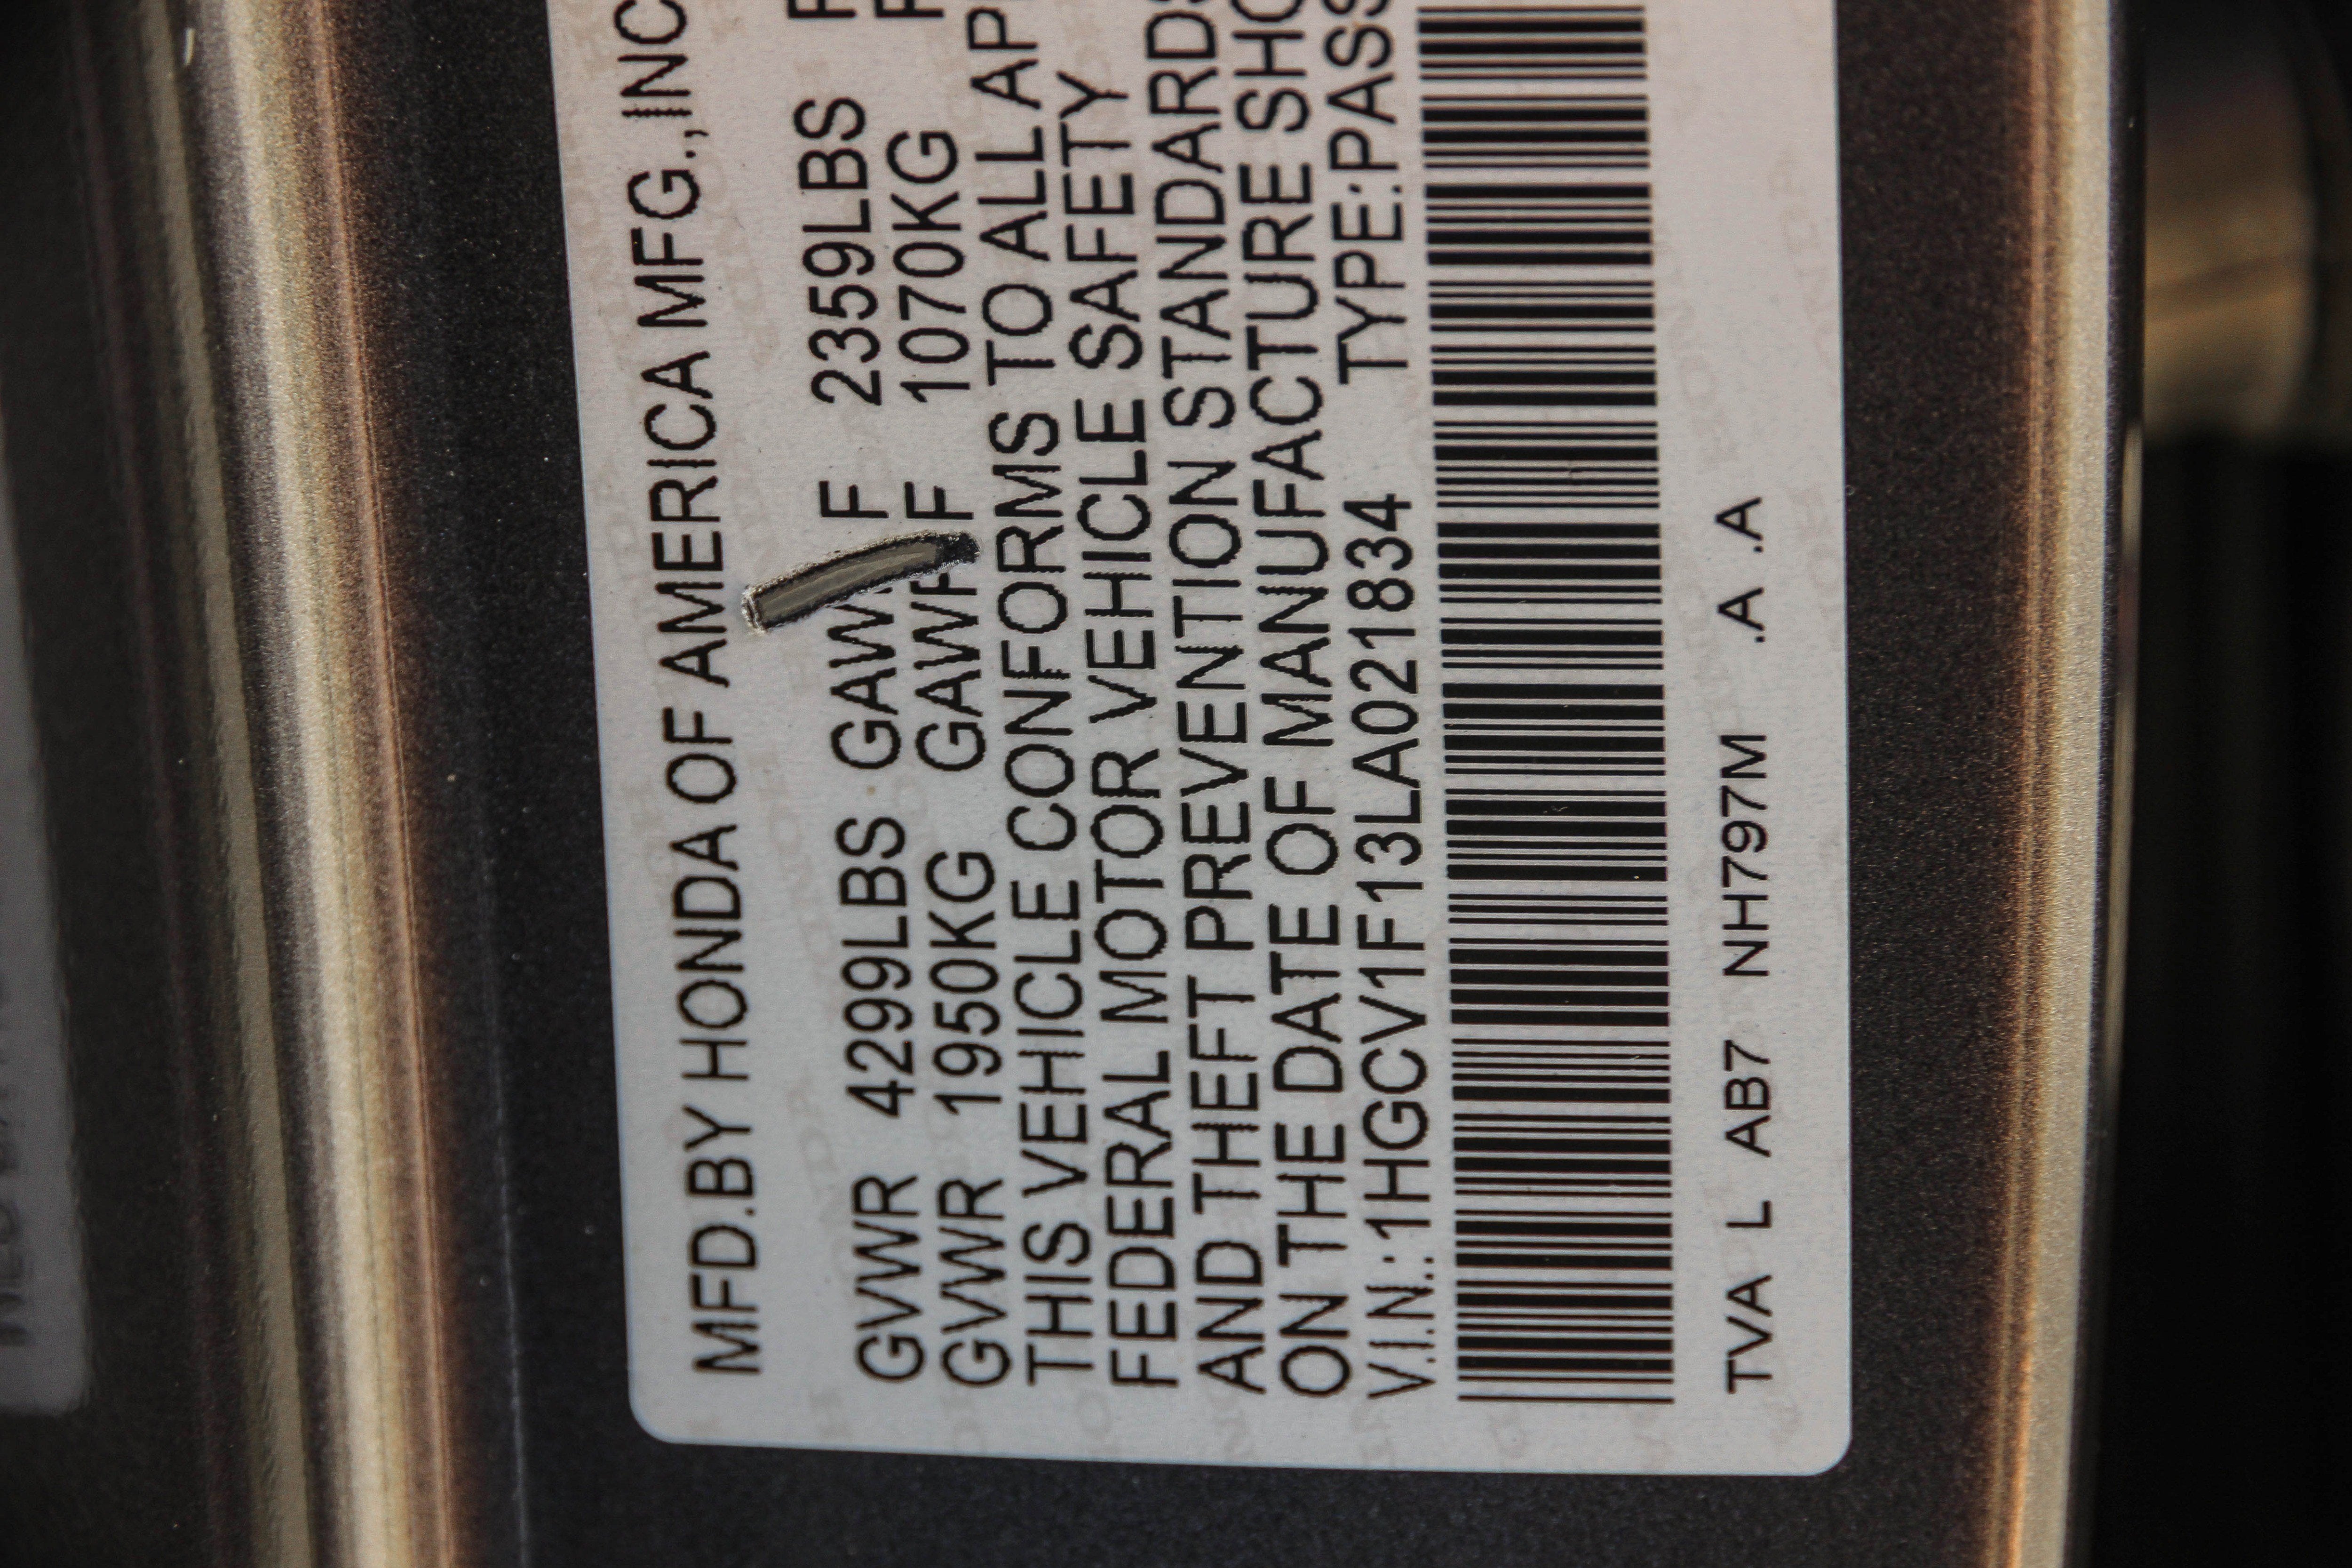 MFD.BY HONDA OF AMERICA MFG.,INC
GVWR 4299LBS GAW F 2359LBS
GVWR 1950KG GAWR F 1070KG
THIS VEHICLE CONFORMS TO ALL AP
FEDERAL MOTOR VEHICLE SAFETY
AND THEFT PREVENTION STANDARDS
ON THE DATE OF MANUFACTURE SHO
V.I.N.:1HGCV1F13LA021834 TYPE:PASS
TVA L AB7 NH797M .A .A